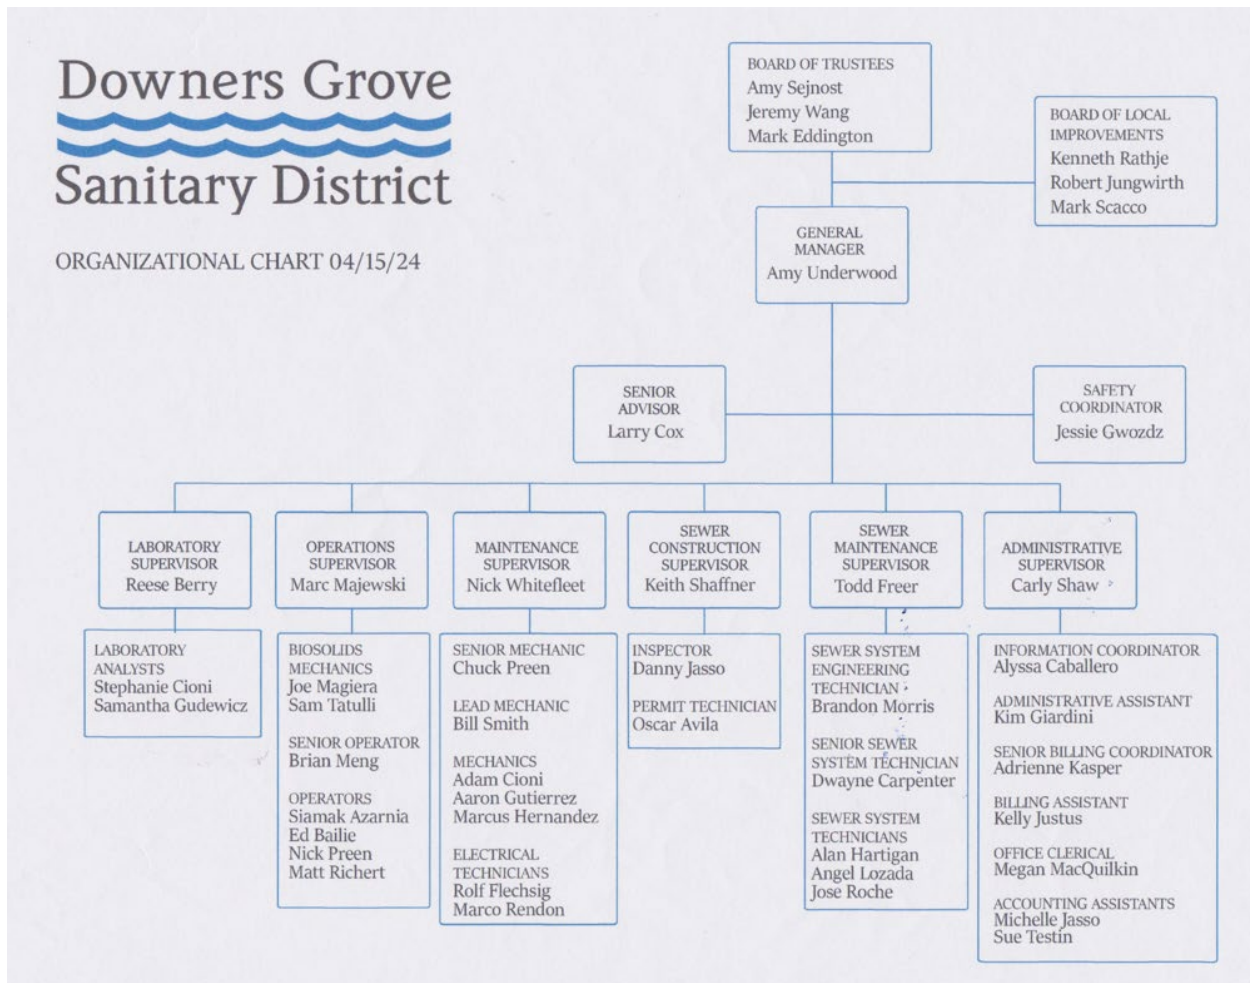 Downers Grove
Sanitary District
ORGANIZATIONAL CHART 04/15/24
BOARD OF TRUSTEES
Amy Sejnost
Jeremy Wang
Mark Eddington
BOARD OF LOCAL
IMPROVEMENTS
Kenneth Rathje
Robert Jungwirth
Mark Scacco
GENERAL
MANAGER
Amy Underwood
SENIOR
ADVISOR
Larry Cox
SAFETY
COORDINATOR
Jessie Gwozdz
LABORATORY
SUPERVISOR
Reese Berry
OPERATIONS
SUPERVISOR
Marc Majewski
MAINTENANCE
SUPERVISOR
Nick Whitefleet
SEWER
CONSTRUCTION
SUPERVISOR
Keith Shaffner
SEWER
MAINTENANCE
SUPERVISOR
Todd Freer
ADMINISTRATIVE
SUPERVISOR
Carly Shaw
LABORATORY
ANALYSTS
Stephanie Cioni
Samantha Gudewicz
BIOSOLIDS
MECHANICS
Joe Magiera
Sam Tatulli
SENIOR OPERATOR
Brian Meng
OPERATORS
Siamak Azarnia
Ed Bailie
Nick Preen
Matt Richert
SENIOR MECHANIC
Chuck Preen
LEAD MECHANIC
Bill Smith
MECHANICS
Adam Cioni
Aaron Gutierrez
Marcus Hernandez
ELECTRICAL
TECHNICIANS
Rolf Flechsig
Marco Rendon
INSPECTOR
Danny Jasso
PERMIT TECHNICIAN
Oscar Avila
SEWER SYSTEM
ENGINEERING
TECHNICIAN
Brandon Morris
SENIOR SEWER
SYSTEM TECHNICIAN
Dwayne Carpenter
SEWER SYSTEM
TECHNICIANS
Alan Hartigan
Angel Lozada
Jose Roche
INFORMATION COORDINATOR
Alyssa Caballero
ADMINISTRATIVE ASSISTANT
Kim Giardini
SENIOR BILLING COORDINATOR
Adrienne Kasper
BILLING ASSISTANT
Kelly Justus
OFFICE CLERICAL
Megan MacQuilkin
ACCOUNTING ASSISTANTS
Michelle Jasso
Sue Testin